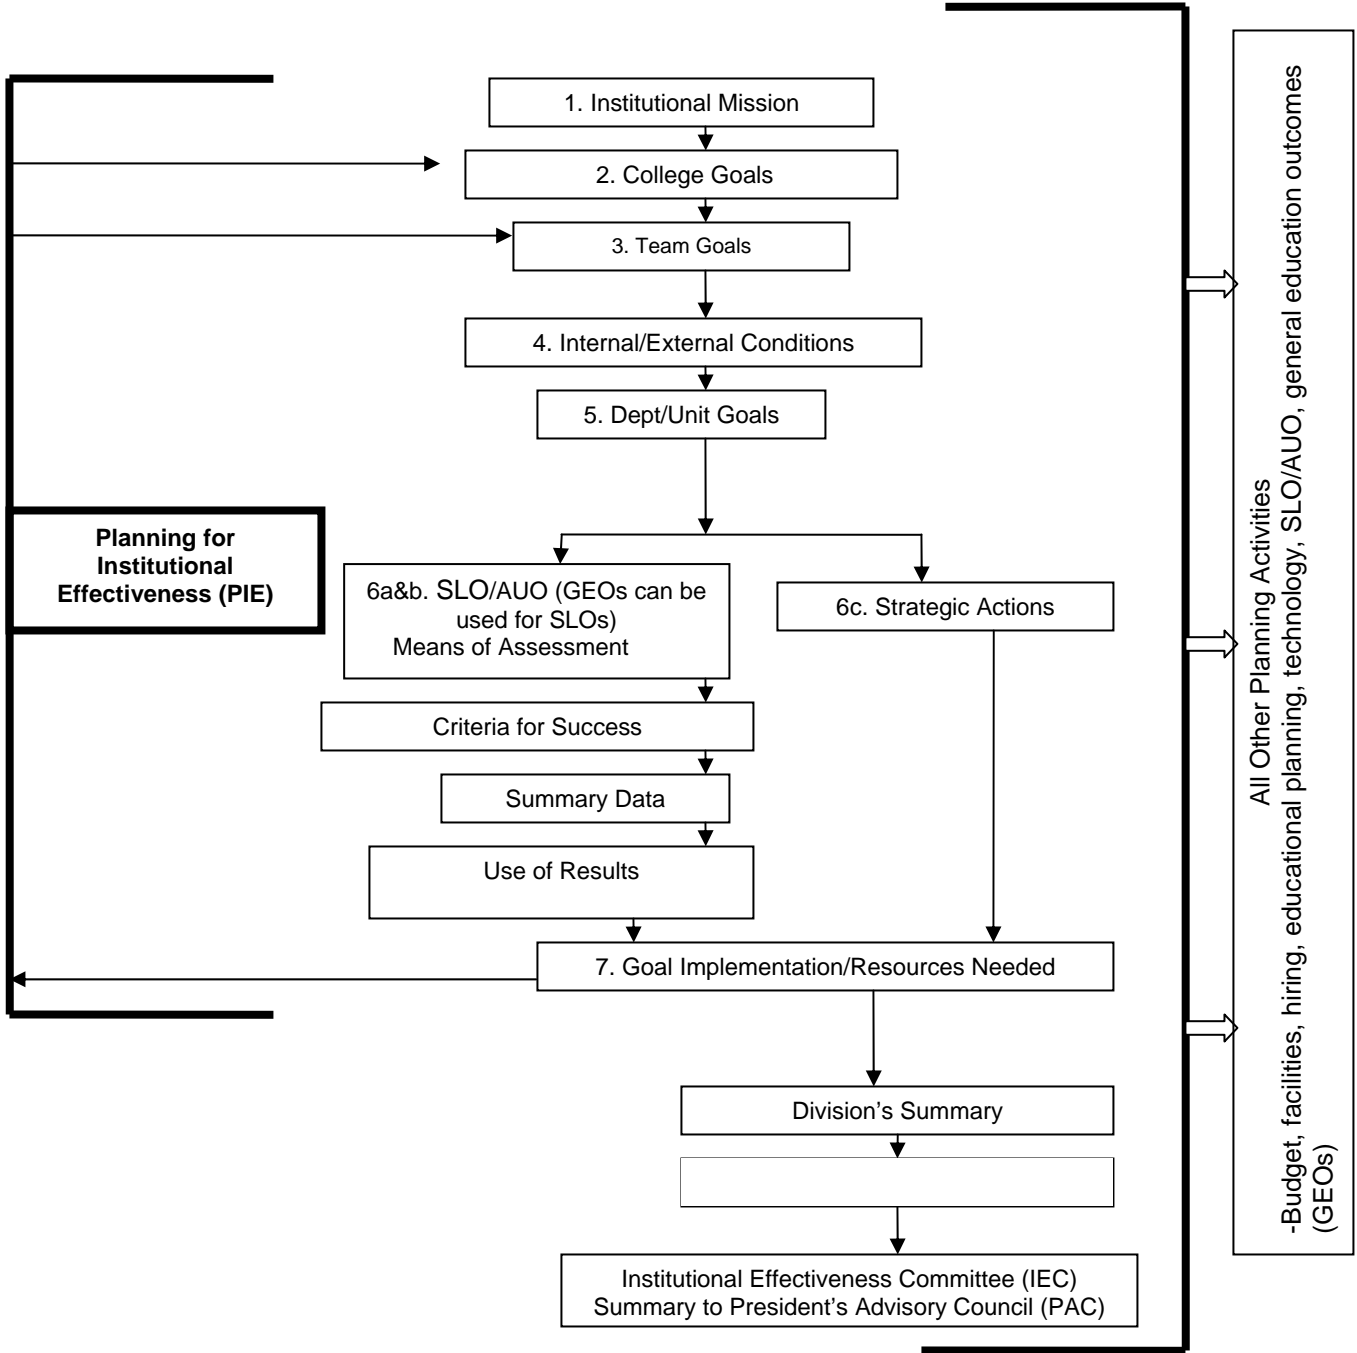 1. Institutional Mission
2. College Goals
3. Team Goals
4. Internal/External Conditions
5. Dept/Unit Goals
Planning for
Institutional
Effectiveness (PIE)
6a&b. SLO/AUO (GEOs can be
used for SLOs)
Means of Assessment
6c. Strategic Actions
Criteria for Success
Summary Data
Use of Results
7. Goal Implementation/Resources Needed
Division’s Summary
Institutional Effectiveness Committee (IEC)
Summary to President’s Advisory Council (PAC)
All Other Planning Activities
-Budget, facilities, hiring, educational planning, technology, SLO/AUO, general education outcomes
(GEOs)